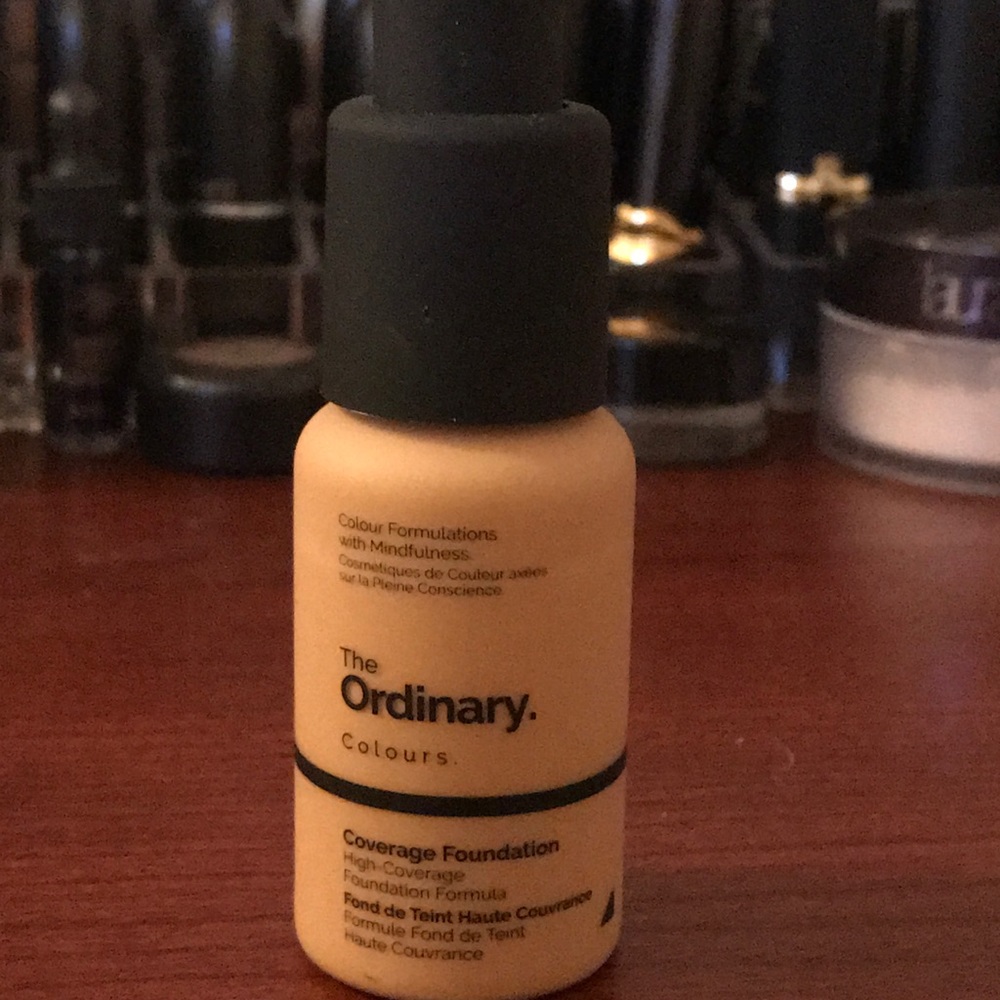 Colour Formulations
with Mindfulness.
Cosmétiques de Couleur axées
sur la Pleine Conscience.
The
Ordinary.
Colours.
Coverage Foundation
High-Coverage
Foundation Formula
Fond de Teint Haute Couvrance
Formule Fond de Teint
Haute Couvrance